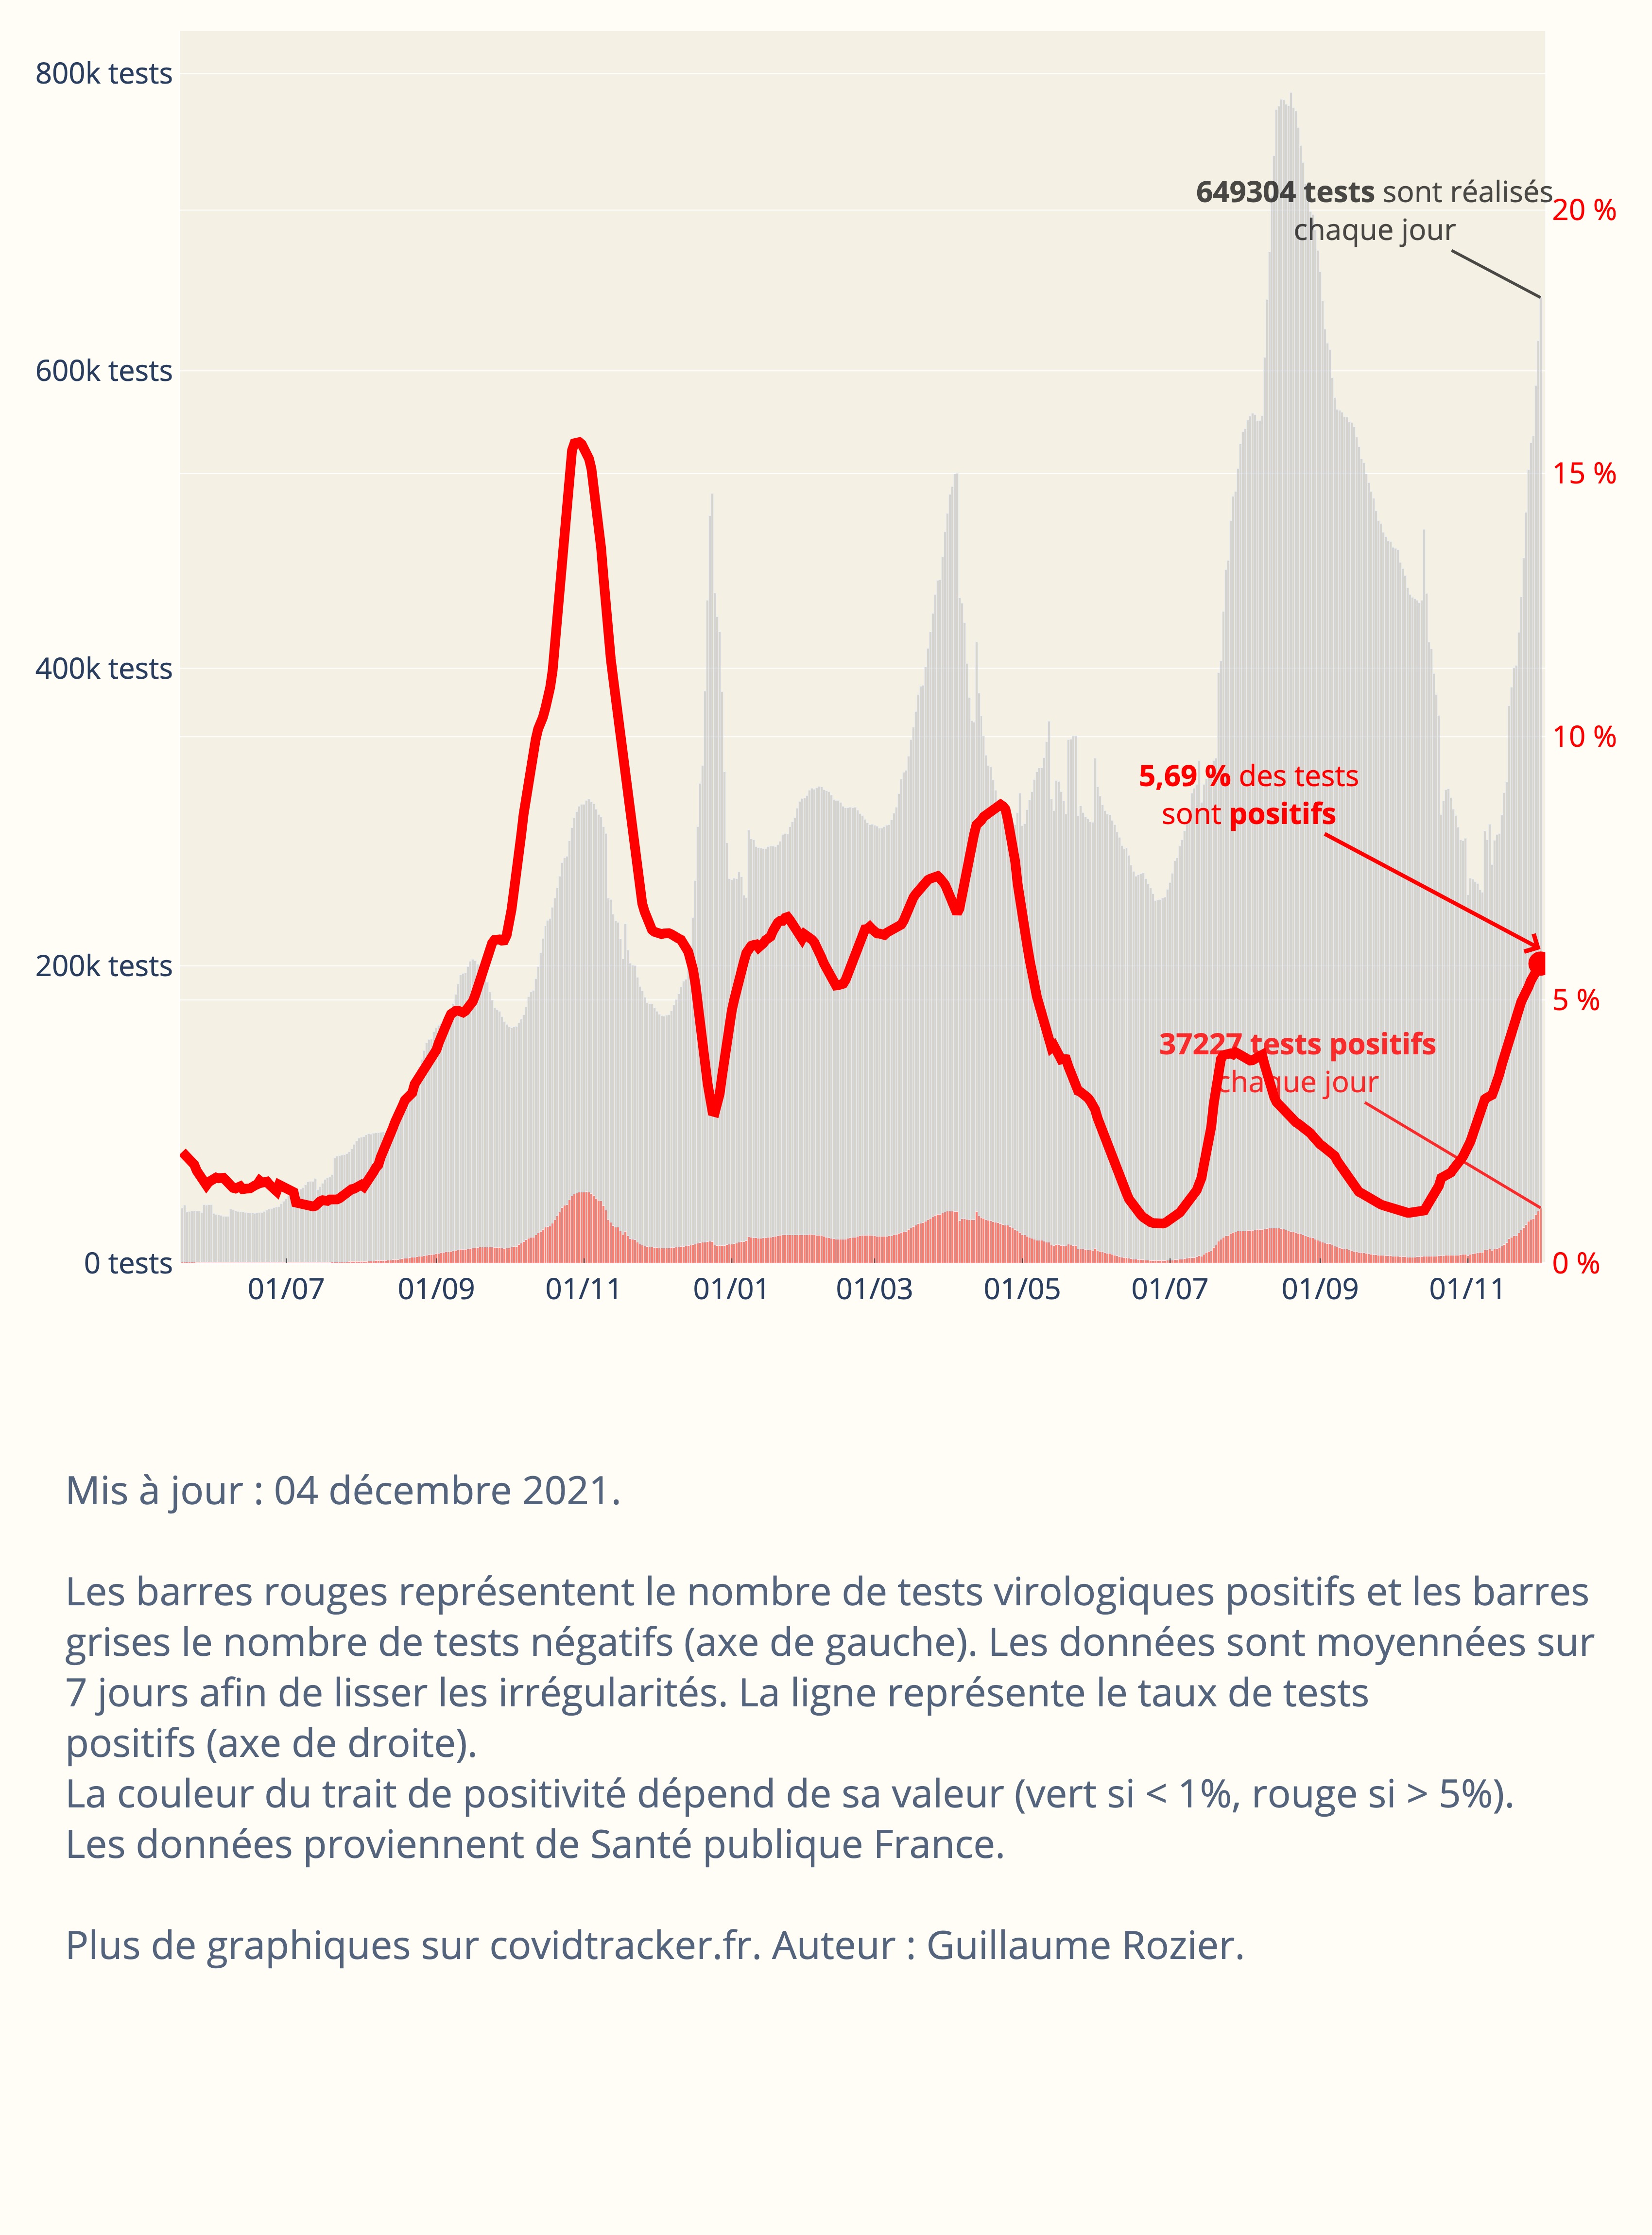 800k tests
649304 tests sont réalisés
20 %
chaque jour
600k tests
15 %
400k tests
10 %
5,69 % des tests
sont positifs
200k tests
5 %
37227 tests positifs
chaque jour
0 tests
0 %
01/07 01/09 01/11 01/01 01/03 01/05 01/07 01/09 01/11
Mis à jour : 04 décembre 2021.
Les barres rouges représentent le nombre de tests virologiques positifs et les barres
grises le nombre de tests négatifs (axe de gauche). Les données sont moyennées sur
7 jours afin de lisser les irrégularités. La ligne représente le taux de tests
positifs (axe de droite).
La couleur du trait de positivité dépend de sa valeur (vert si < 1%, rouge si > 5%).
Les données proviennent de Santé publique France.
Plus de graphiques sur covidtracker.fr. Auteur : Guillaume Rozier.